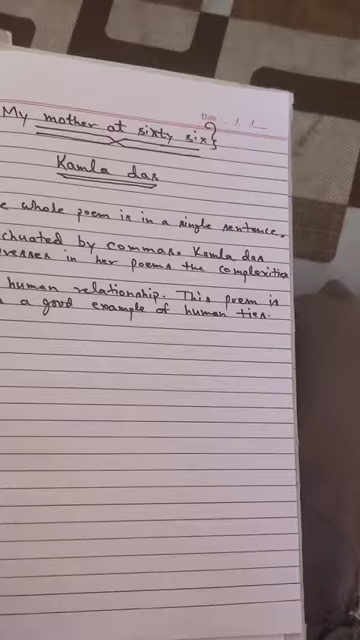 Date
My mother at sixty six}
Kamla das
whole poem is in a single sentence,
by commas. Kamla das
in her poems the complexities
human relationship. This poem is
a good example of human ties.